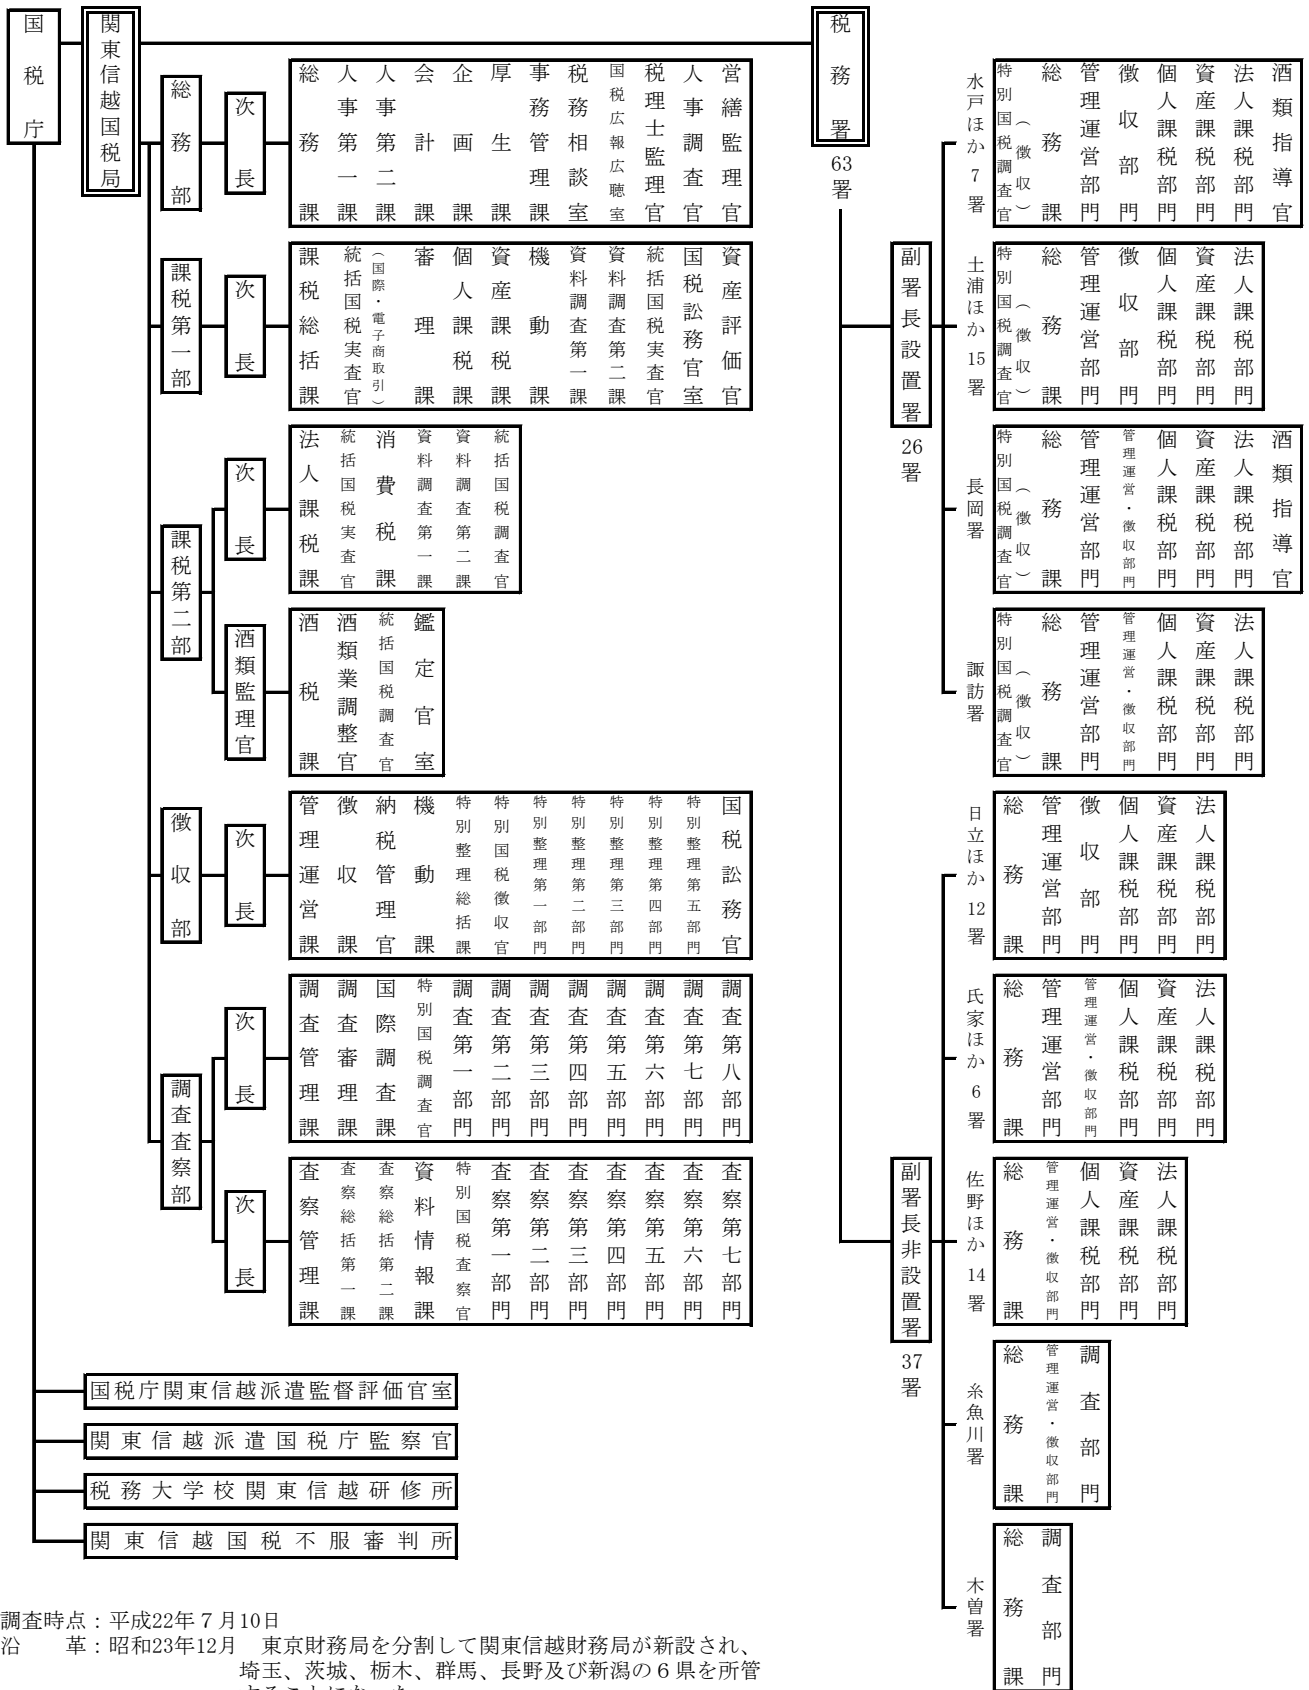 国税庁
関東信越国税局
総務部
次長
総務課
人事第一課
人事第二課
会計課
企画課
厚生課
事務管理課
税務相談室
国税広報広聴室
税理士監理官
人事調査官
営繕監理官
課税第一部
次長
課税総括課
統括国税実査官
（国際・電子商取引）
審理課
個人課税課
資産課税課
機動課
資料調査第一課
資料調査第二課
統括国税実査官
国税訟務官室
資産評価官
課税第二部
次長
法人課税課
統括国税実査官
消費税課
資料調査第一課
資料調査第二課
統括国税調査官
酒類監理官
酒税課
酒類業調整官
統括国税調査官
鑑定官室
徴収部
次長
管理運営課
徴収課
納税管理官
機動課
特別整理総括課
特別国税徴収官
特別整理第一部門
特別整理第二部門
特別整理第三部門
特別整理第四部門
特別整理第五部門
国税訟務官
調査査察部
次長
調査管理課
調査審理課
国際調査課
特別国税調査官
調査第一部門
調査第二部門
調査第三部門
調査第四部門
調査第五部門
調査第六部門
調査第七部門
調査第八部門
次長
査察管理課
査察総括第一課
査察総括第二課
資料情報課
特別国税査察官
査察第一部門
査察第二部門
査察第三部門
査察第四部門
査察第五部門
査察第六部門
査察第七部門
国税庁関東信越派遣監督評価官室
関東信越派遣国税庁監察官
税務大学校関東信越研修所
関東信越国税不服審判所
税務署
63署
副署長設置署
26署
水戸ほか7署
特別国税調査官
（徴収）
総務課
管理運営部門
徴収部門
個人課税部門
資産課税部門
法人課税部門
酒類指導官
土浦ほか15署
特別国税調査官
（徴収）
総務課
管理運営部門
徴収部門
個人課税部門
資産課税部門
法人課税部門
長岡署
特別国税調査官
（徴収）
総務課
管理運営部門
管理運営・徴収部門
個人課税部門
資産課税部門
法人課税部門
酒類指導官
諏訪署
特別国税調査官
（徴収）
総務課
管理運営部門
管理運営・徴収部門
個人課税部門
資産課税部門
法人課税部門
副署長非設置署
37署
日立ほか12署
総務課
管理運営部門
徴収部門
個人課税部門
資産課税部門
法人課税部門
氏家ほか6署
総務課
管理運営部門
管理運営・徴収部門
個人課税部門
資産課税部門
法人課税部門
佐野ほか14署
総務課
管理運営・徴収部門
個人課税部門
資産課税部門
法人課税部門
糸魚川署
総務課
管理運営・徴収部門
調査部門
木曽署
総務課
調査部門
調査時点：平成22年７月10日
沿　　革：昭和23年12月　東京財務局を分割して関東信越財務局が新設され、
埼玉、茨城、栃木、群馬、長野及び新潟の６県を所管